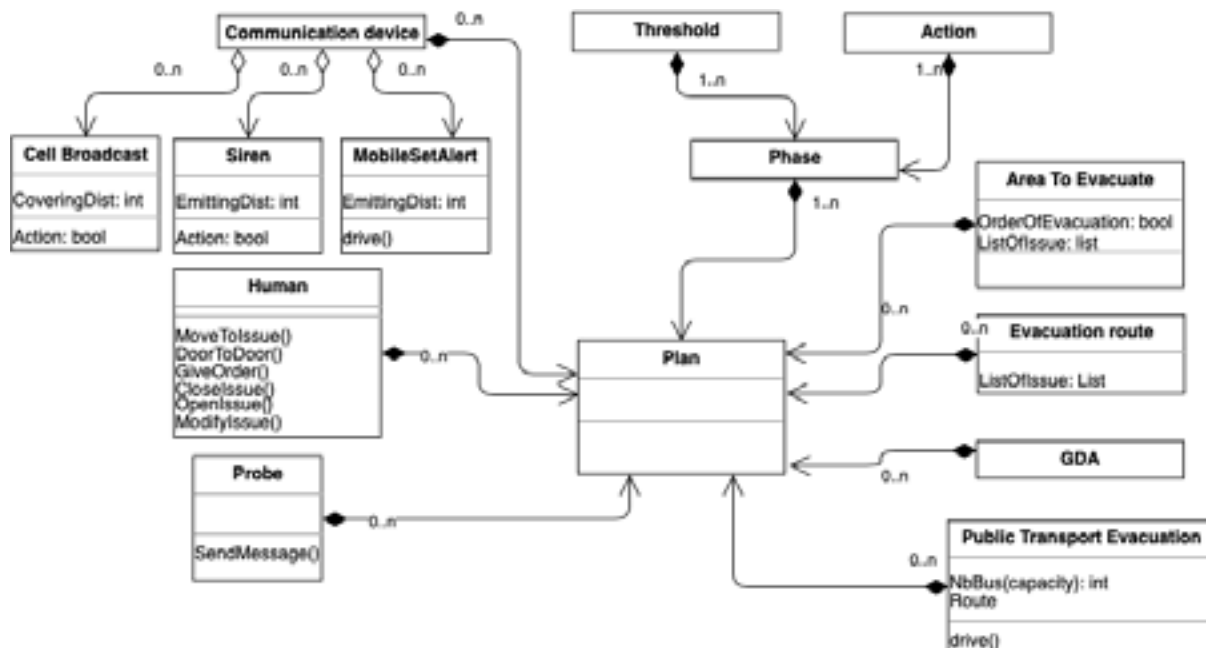 Communication device
0..n
0..n
0..n
0..n
Threshold
1..n
Action
1..n
Cell Broadcast
CoveringDist: int
Action: bool
Siren
EmittingDist: int
Action: bool
MobileSetAlert
EmittingDist: int
drive()
Phase
1..n
Area To Evacuate
OrderOfEvacuation: bool
ListOfIssue: list
0..n
Human
MoveToIssue()
DoorToDoor()
GiveOrder()
CloseIssue()
OpenIssue()
ModifyIssue()
0..n
Plan
0..n
Evacuation route
ListOfIssue: List
GDA
0..n
Probe
SendMessage()
0..n
Public Transport Evacuation
0..n
NbBus(capacity): int
Route
drive()